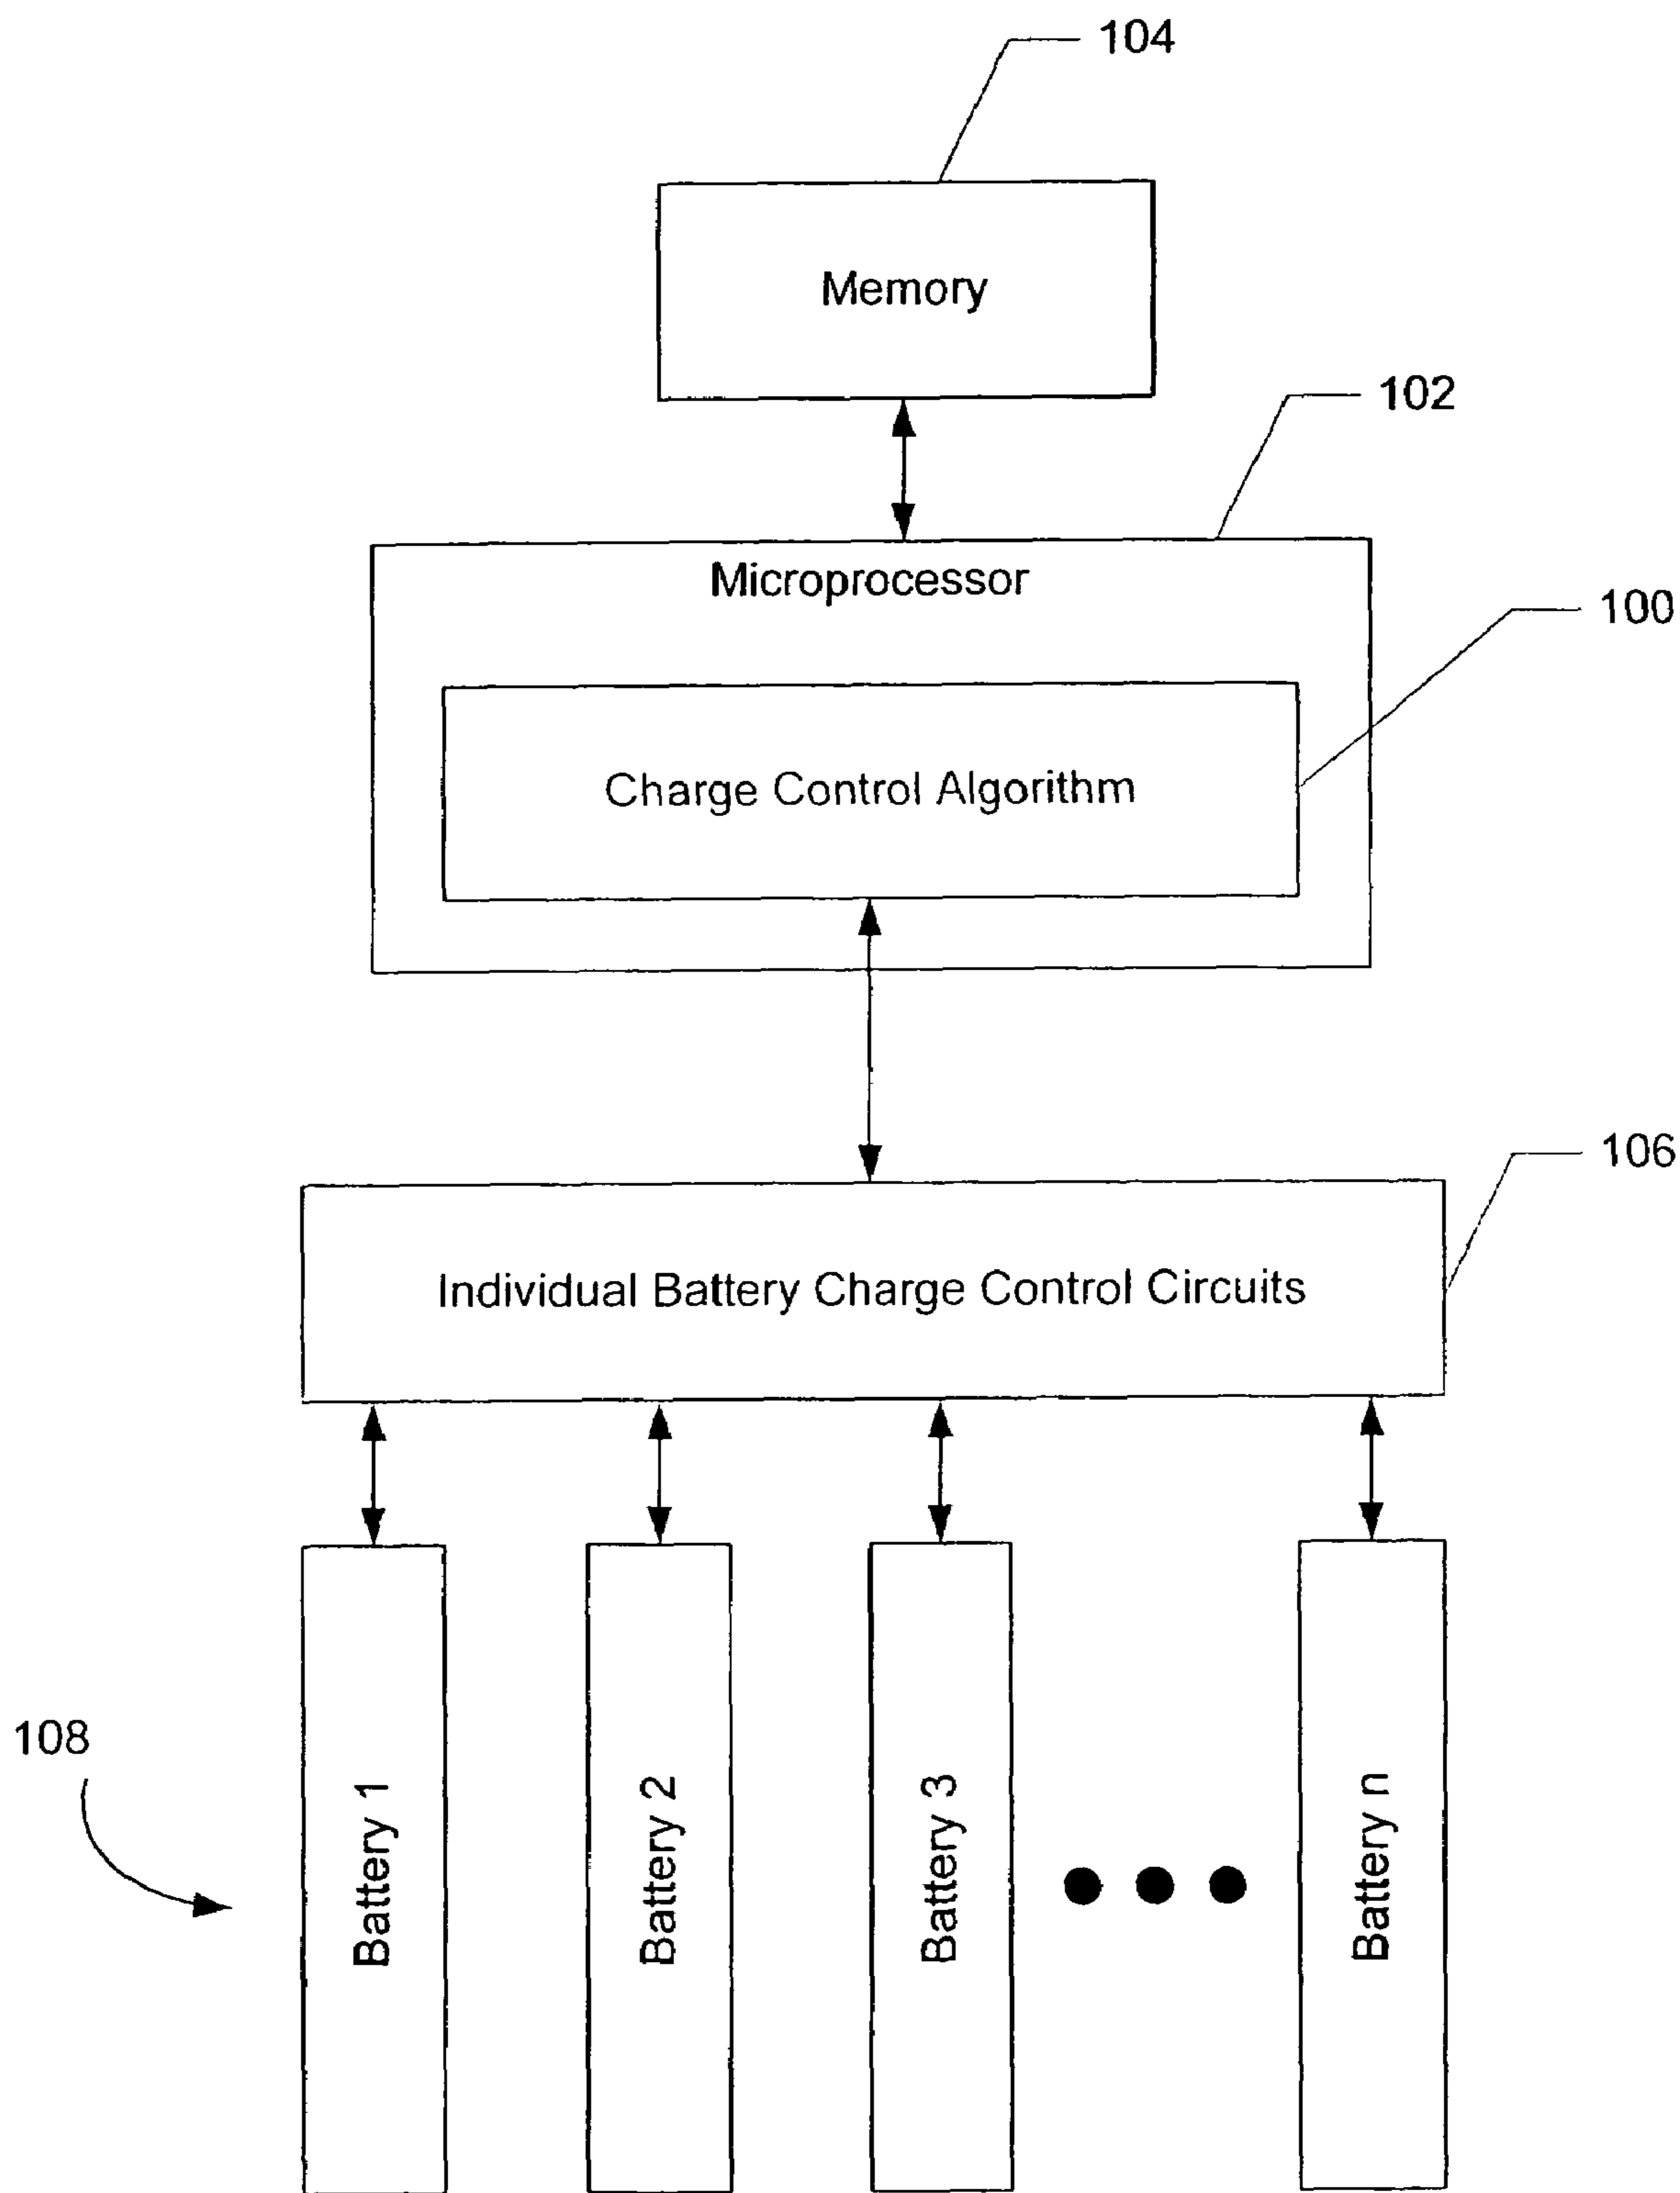 104
Memory
102
Microprocessor
100
Charge Control Algorithm
106
Individual Battery Charge Control Circuits
108
Battery 1
Battery 2
Battery 3
Battery n